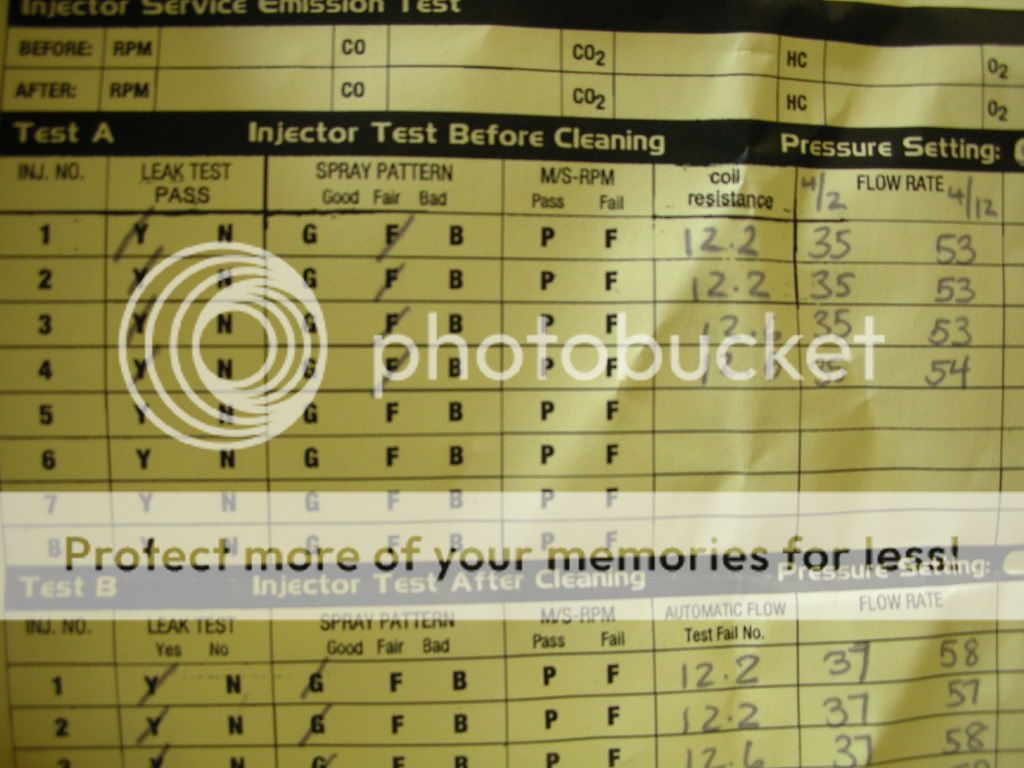 Injector Service Emission Test
BEFORE: RPM CO CO2 HC O2
AFTER: RPM CO CO2 HC O2
Test A Injector Test Before Cleaning Pressure Setting:
INJ. NO. LEAK TEST SPRAY PATTERN M/S-RPM coil 4/2 FLOW RATE 4/12
PASS Good Fair Bad Pass Fail resistance
1 Y N G F B P F 12.2 35 53
2 Y N G F B P F 12.2 35 53
3 Y N G F B P F 35 53
4 Y N G F B P F 35 54
5 Y N G F B P F
6 Y N G F B P F
7 Y N G F B P F
8 Y N G F B P F
photobucket
Protect more of your memories for less!
Test B Injector Test After Cleaning Pressure Setting:
INJ. NO. LEAK TEST SPRAY PATTERN M/S-RPM AUTOMATIC FLOW FLOW RATE
Yes No Good Fair Bad Pass Fail Test Fail No.
1 Y N G F B P F 12.2 37 58
2 Y N G F B P F 12.2 37 57
3 Y N G F B P F 12.6 37 58